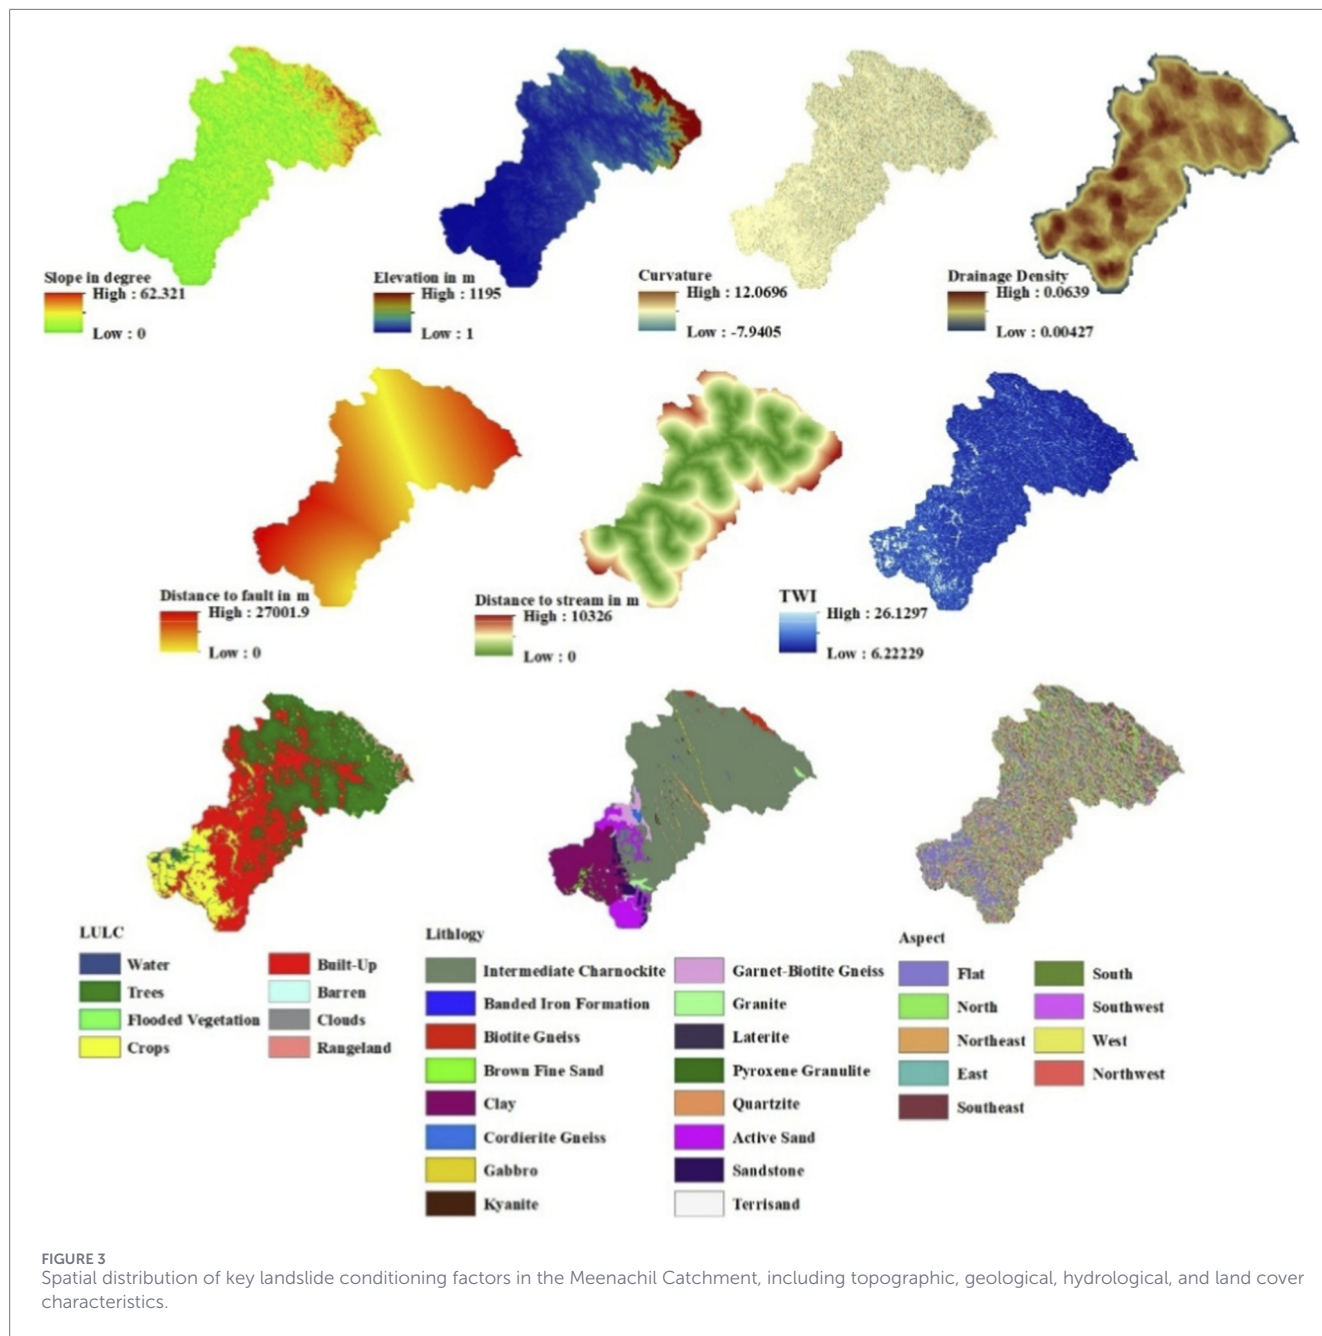 Slope in degree
High : 62.321
Low : 0
Elevation in m
High : 1195
Low : 1
Curvature
High : 12.0696
Low : -7.9405
Drainage Density
High : 0.0639
Low : 0.00427
Distance to fault in m
High : 27001.9
Low : 0
Distance to stream in m
High : 10326
Low : 0
TWI
High : 26.1297
Low : 6.22229
LULC
Water
Trees
Flooded Vegetation
Crops
Built-Up
Barren
Clouds
Rangeland
Lithlogy
Intermediate Charnockite
Banded Iron Formation
Biotite Gneiss
Brown Fine Sand
Clay
Cordierite Gneiss
Gabbro
Kyanite
Garnet-Biotite Gneiss
Granite
Laterite
Pyroxene Granulite
Quartzite
Active Sand
Sandstone
Terrisand
Aspect
Flat
North
Northeast
East
Southeast
South
Southwest
West
Northwest
FIGURE 3
Spatial distribution of key landslide conditioning factors in the Meenachil Catchment, including topographic, geological, hydrological, and land cover
characteristics.